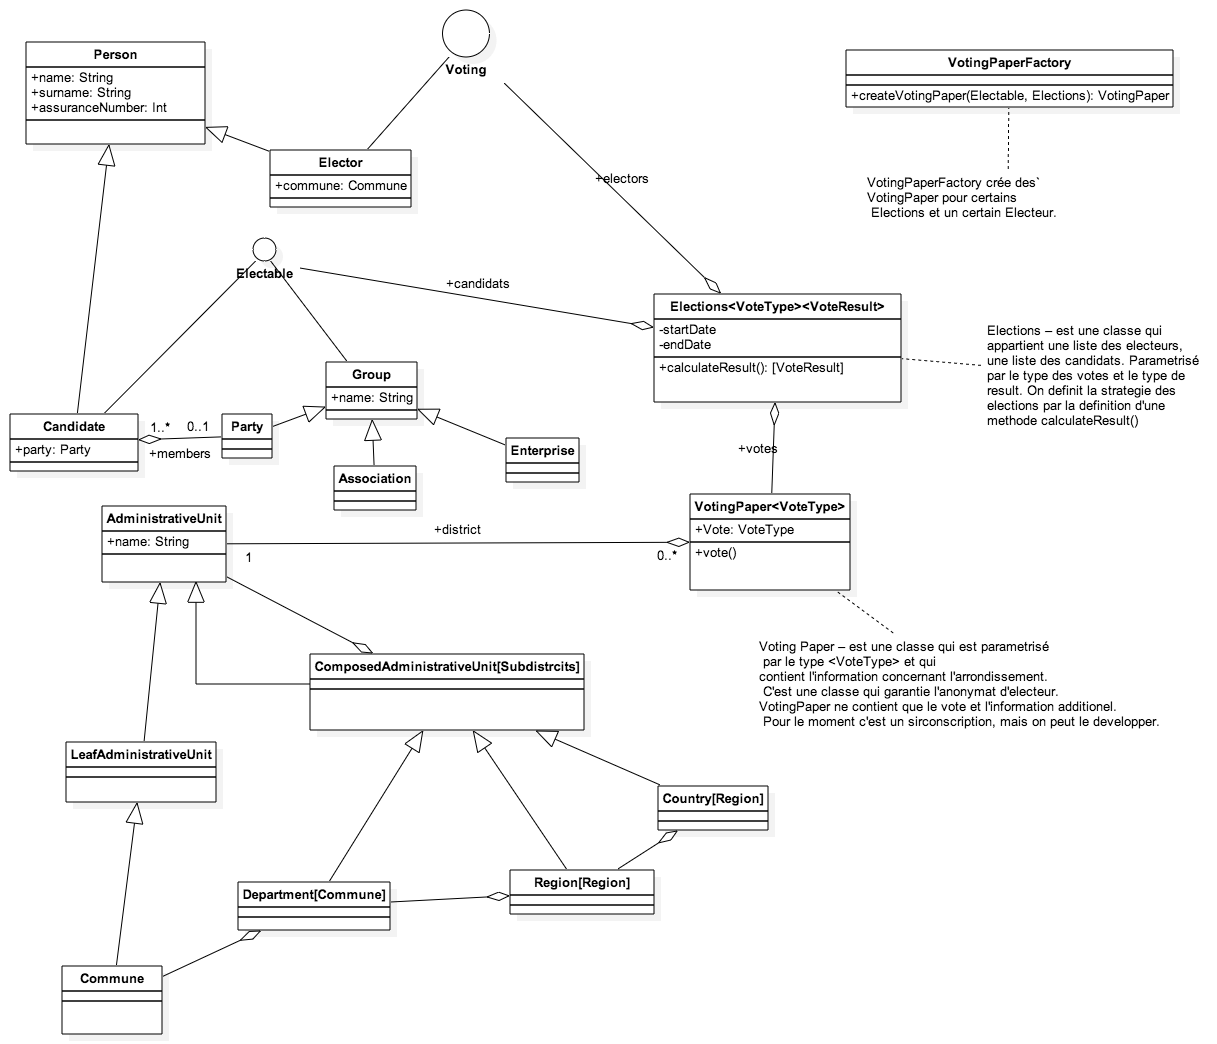 Person
+name: String
+surname: String
+assuranceNumber: Int
Voting
VotingPaperFactory
+createVotingPaper(Electable, Elections): VotingPaper
Elector
+commune: Commune
+electors
VotingPaperFactory crée des`
VotingPaper pour certains
Elections et un certain Electeur.
Electable
+candidats
Elections<VoteType><VoteResult>
-startDate
-endDate
+calculateResult(): [VoteResult]
Elections – est une classe qui
appartient une liste des electeurs,
une liste des candidats. Parametrisé
par le type des votes et le type de
result. On definit la strategie des
elections par la definition d'une
methode calculateResult()
Group
+name: String
Candidate
+party: Party
1..*
0..1
+members
Party
Enterprise
Association
+votes
AdministrativeUnit
+name: String
+district
1
0..*
VotingPaper<VoteType>
+Vote: VoteType
+vote()
Voting Paper – est une classe qui est parametrisé
par le type <VoteType> et qui
contient l'information concernant l'arrondissement.
C'est une classe qui garantie l'anonymat d'electeur.
VotingPaper ne contient que le vote et l'information additionel.
Pour le moment c'est un sirconscription, mais on peut le developper.
ComposedAdministrativeUnit[Subdistrcits]
LeafAdministrativeUnit
Country[Region]
Department[Commune]
Region[Region]
Commune